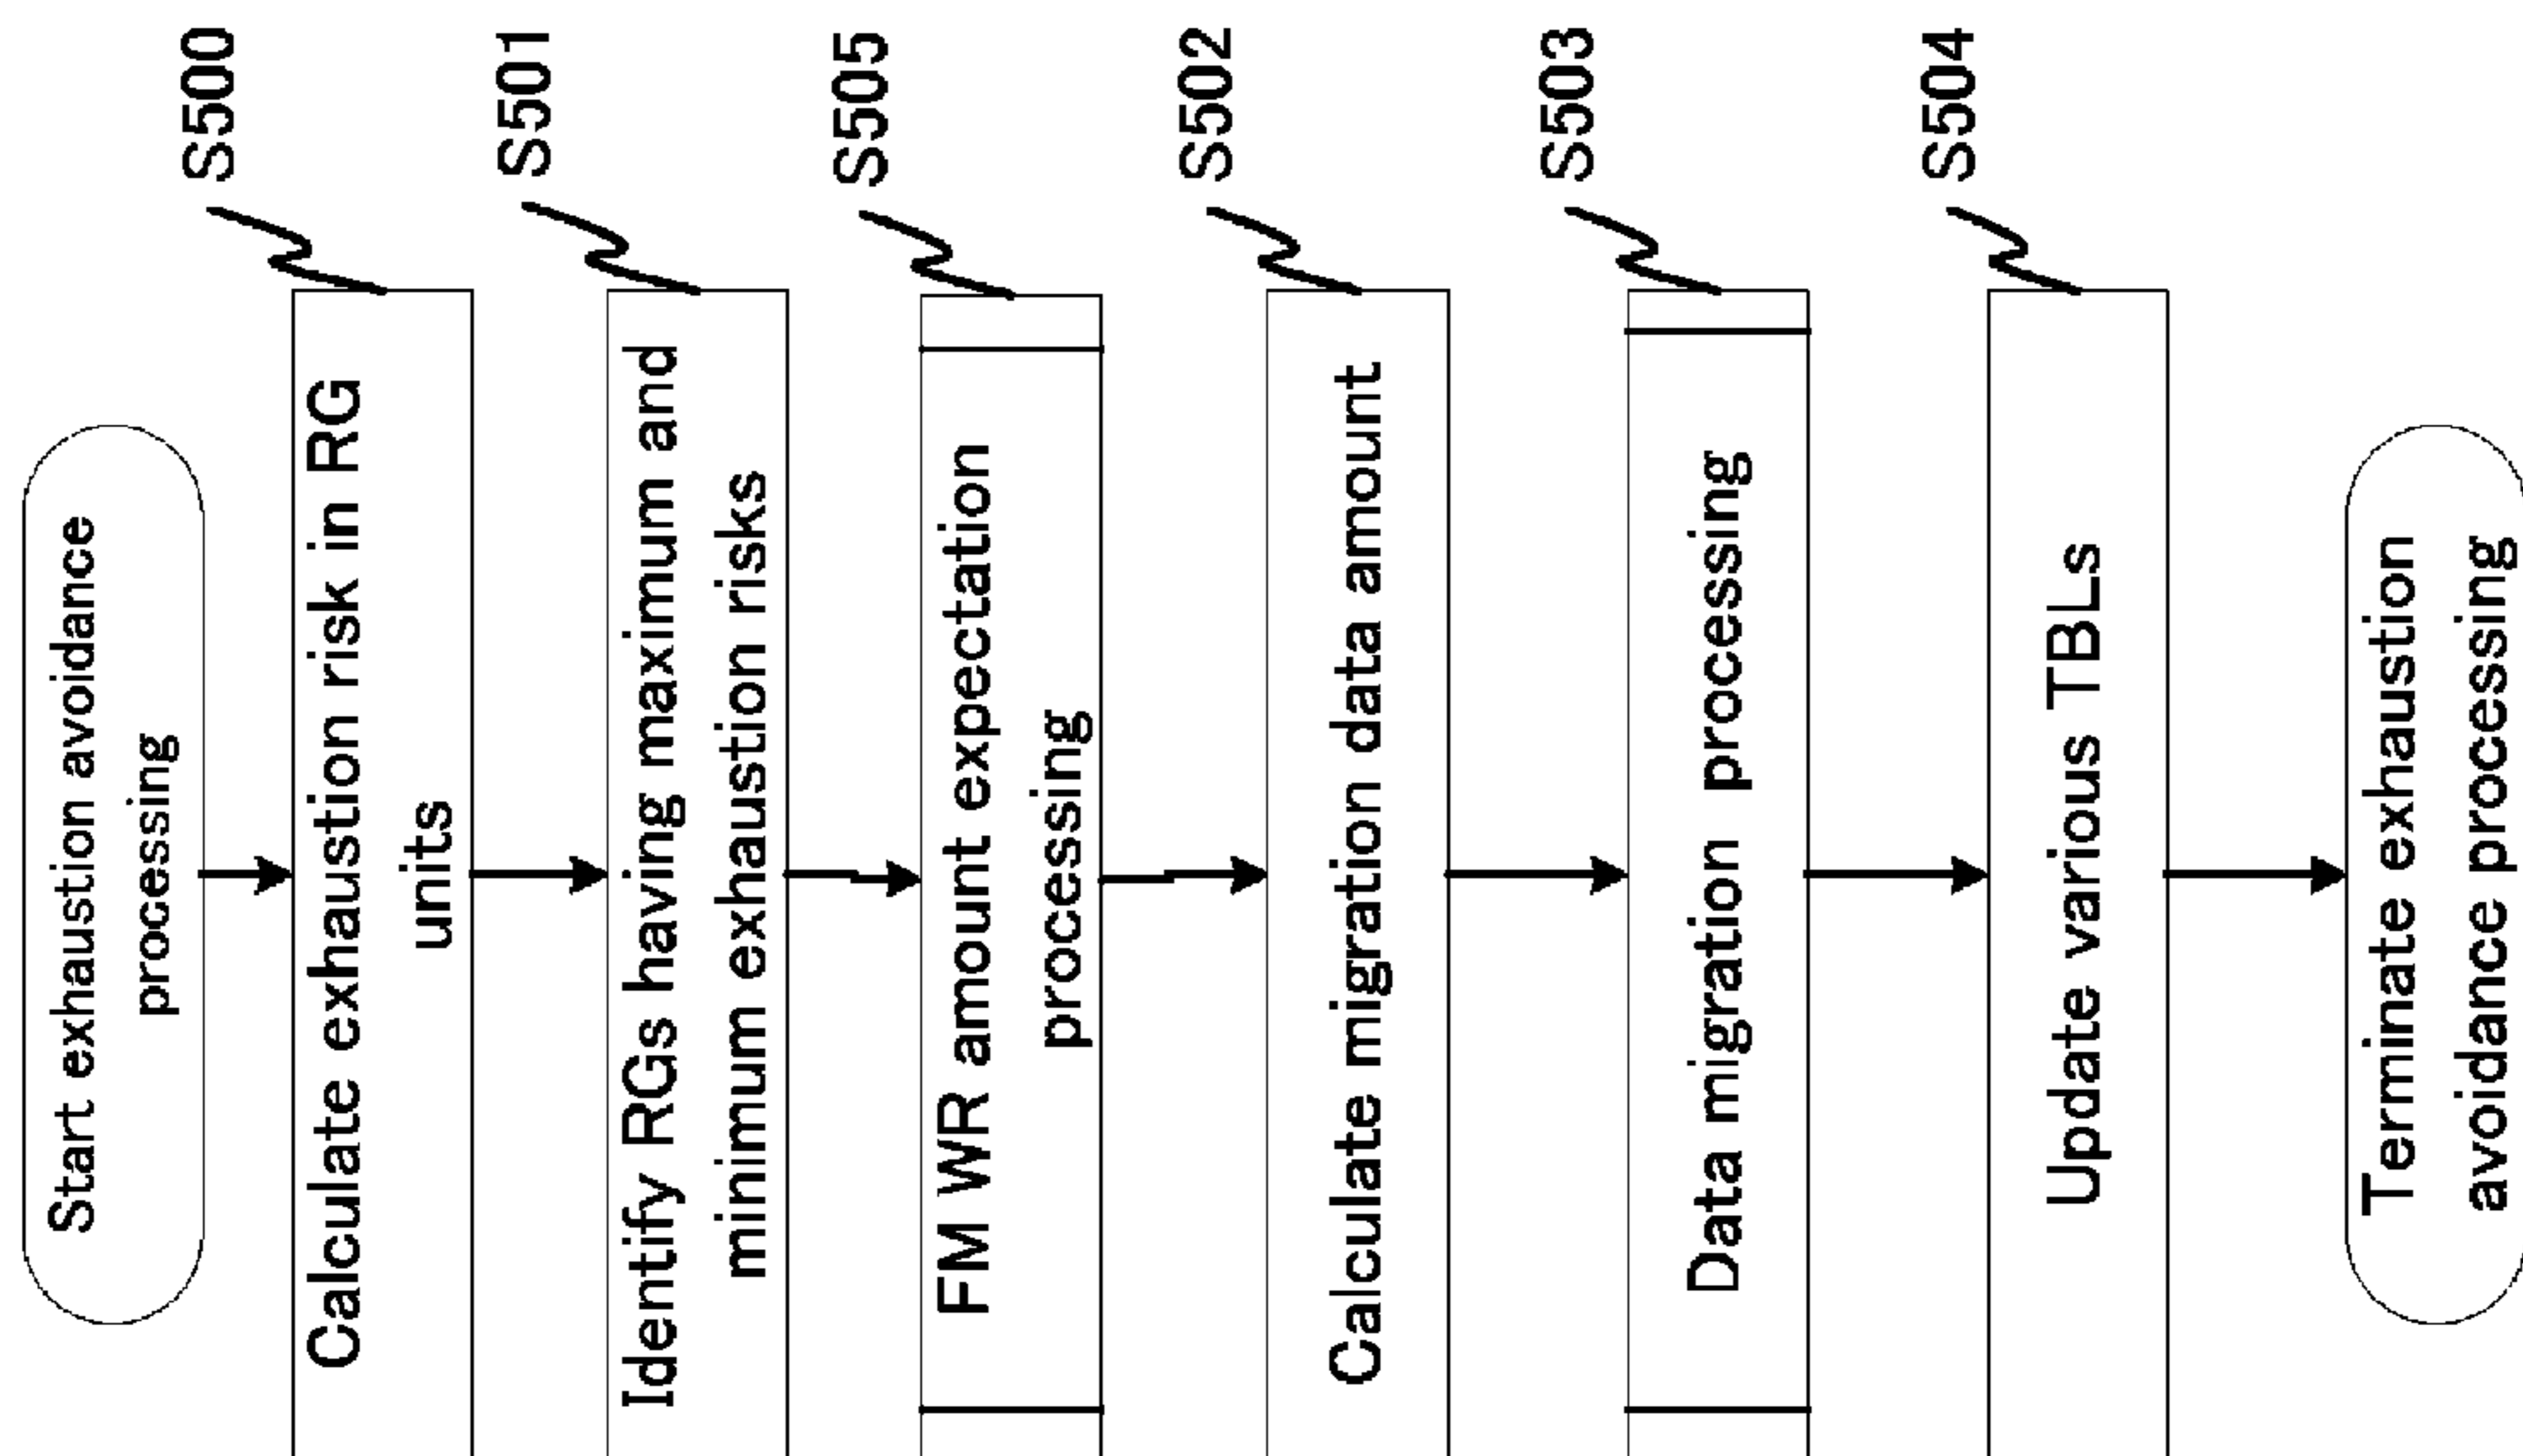 Start exhaustion avoidance
processing
S500
Calculate exhaustion risk in RG
units
S501
Identify RGs having maximum and
minimum exhaustion risks
S505
FM WR amount expectation
processing
S502
Calculate migration data amount
S503
Data migration processing
S504
Update various TBLs
Terminate exhaustion
avoidance processing